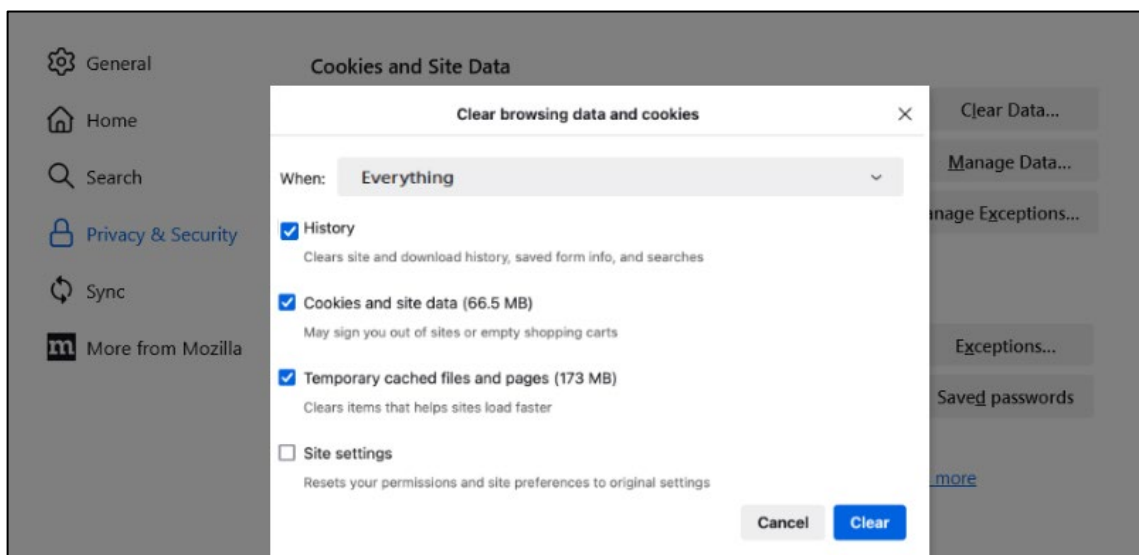 General
Home
Search
Privacy & Security
Sync
m More from Mozilla
Cookies and Site Data
Clear Data...
Manage Data...
anage Exceptions...
Exceptions...
Saved passwords
more
Clear browsing data and cookies
When: Everything
History
Clears site and download history, saved form info, and searches
Cookies and site data (66.5 MB)
May sign you out of sites or empty shopping carts
Temporary cached files and pages (173 MB)
Clears items that helps sites load faster
Site settings
Resets your permissions and site preferences to original settings
Cancel Clear